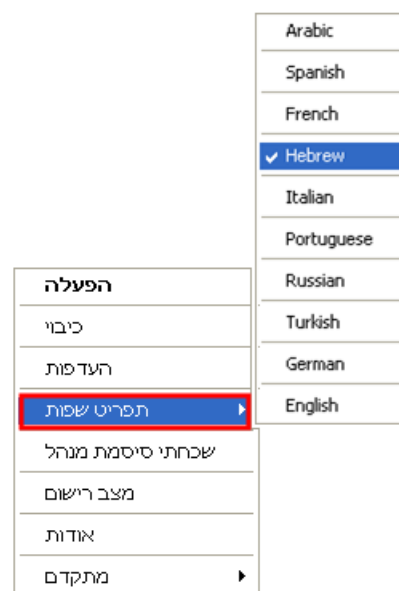 Arabic
Spanish
French
Hebrew
Italian
Portuguese
Russian
Turkish
German
English
הפעלה
כיבוי
העדפות
תפריט שפות
שכחתי סיסמת מנהל
מצב רישום
אודות
מתקדם